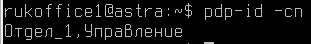 rukoffice1@astra:~$ pdp-id -cn
Отдел_1,Управление